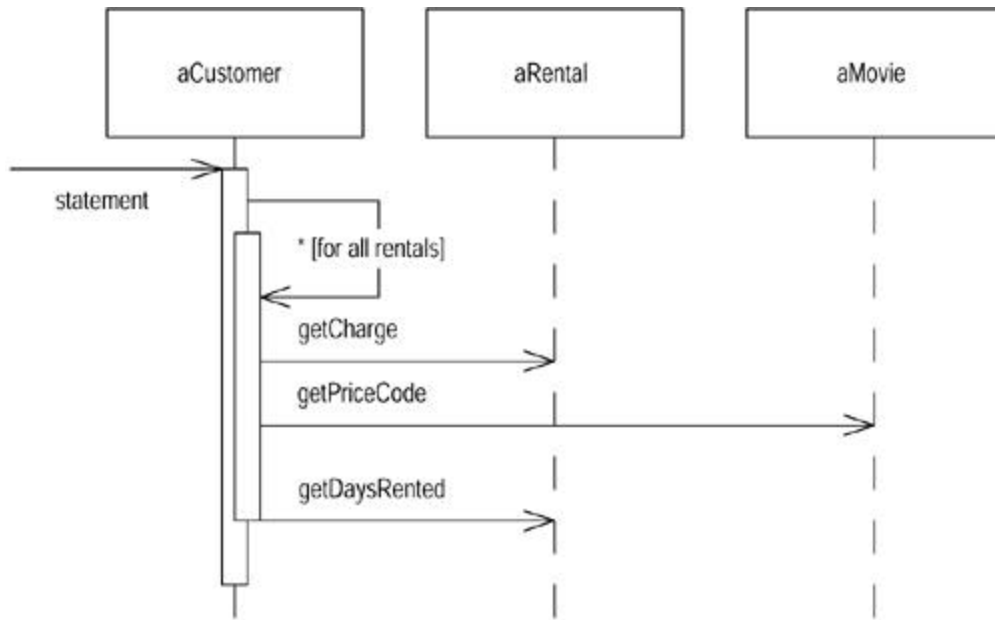 aCustomer
aRental
aMovie
statement
* [for all rentals]
getCharge
getPriceCode
getDaysRented